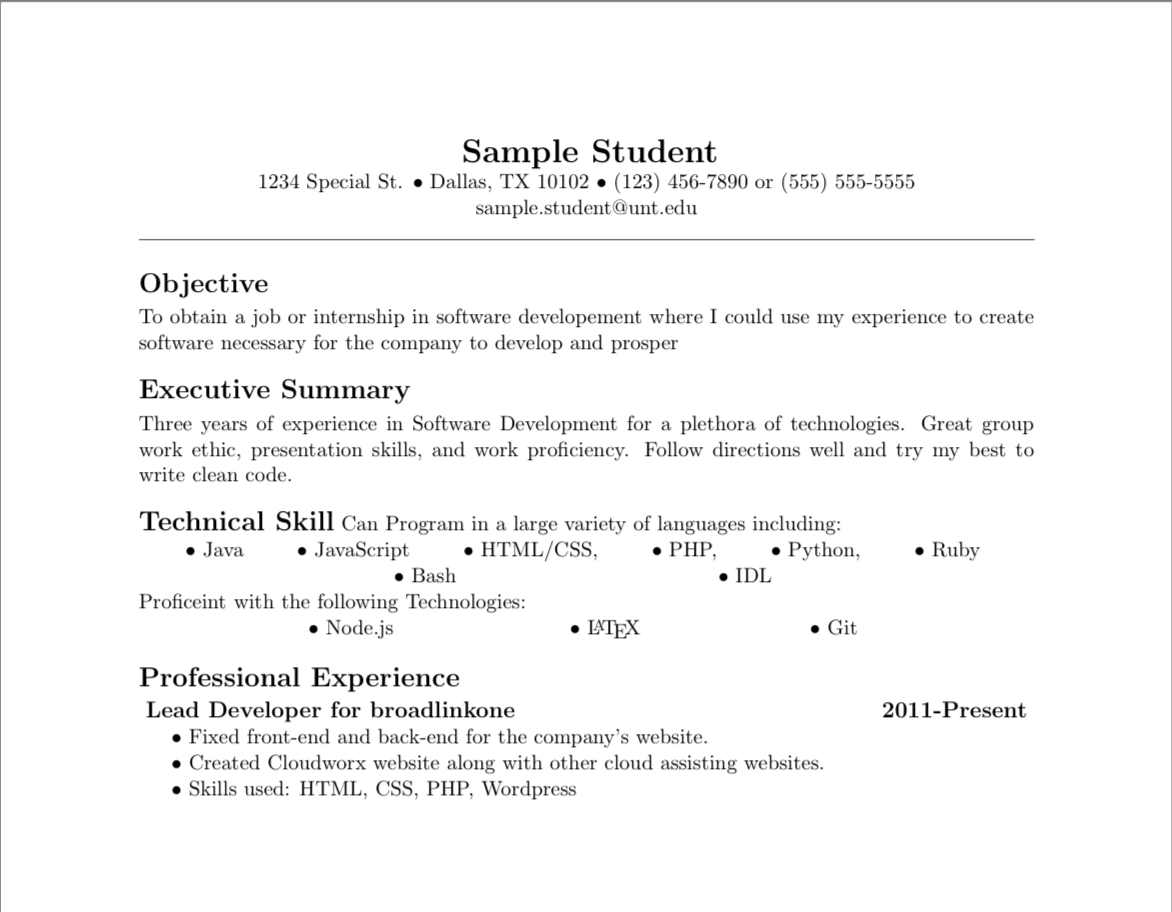 Sample Student
1234 Special St. • Dallas, TX 10102 • (123) 456-7890 or (555) 555-5555
sample.student@unt.edu
Objective
To obtain a job or internship in software developement where I could use my experience to create
software necessary for the company to develop and prosper
Executive Summary
Three years of experience in Software Development for a plethora of technologies. Great group
work ethic, presentation skills, and work proficiency. Follow directions well and try my best to
write clean code.
Technical Skill Can Program in a large variety of languages including:
• Java • JavaScript • HTML/CSS, • PHP, • Python, • Ruby
• Bash • IDL
Proficeint with the following Technologies:
• Node.js • LATEX • Git
Professional Experience
Lead Developer for broadlinkone 2011-Present
• Fixed front-end and back-end for the company's website.
• Created Cloudworx website along with other cloud assisting websites.
• Skills used: HTML, CSS, PHP, Wordpress